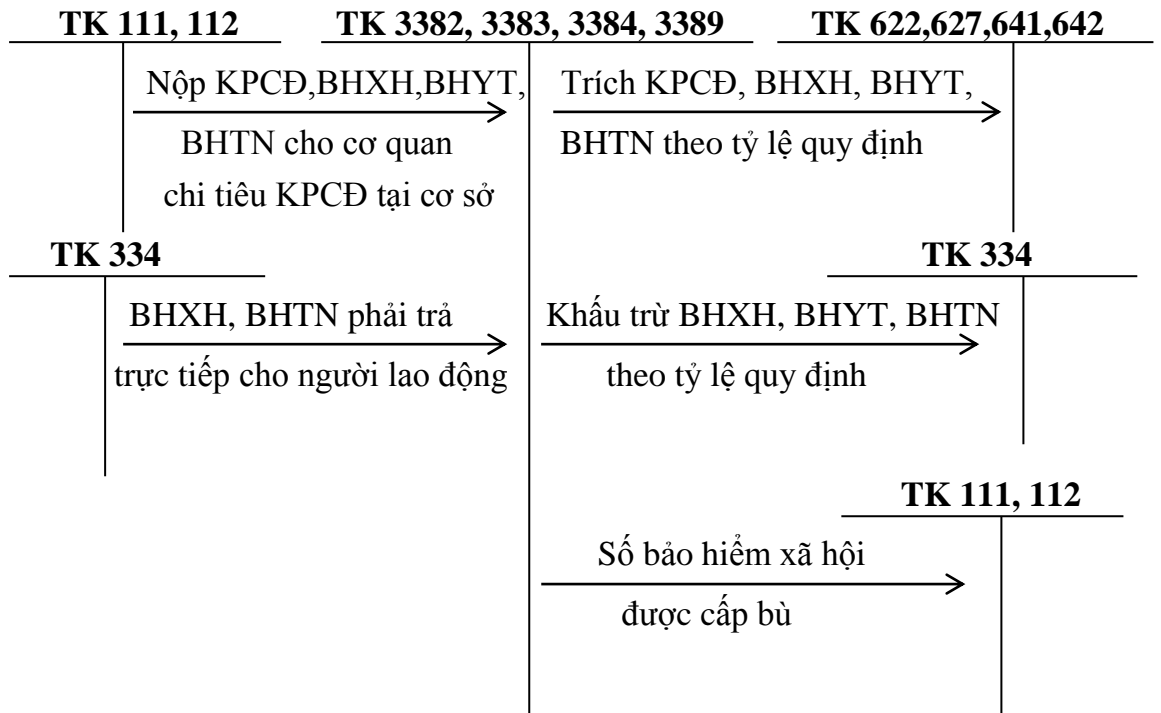 TK 111, 112
TK 3382, 3383, 3384, 3389
TK 622,627,641,642
Nộp KPCĐ,BHXH,BHYT,
BHTN cho cơ quan
chi tiêu KPCĐ tại cơ sở
Trích KPCĐ, BHXH, BHYT,
BHTN theo tỷ lệ quy định
TK 334
TK 334
BHXH, BHTN phải trả
trực tiếp cho người lao động
Khấu trừ BHXH, BHYT, BHTN
theo tỷ lệ quy định
TK 111, 112
Số bảo hiểm xã hội
được cấp bù